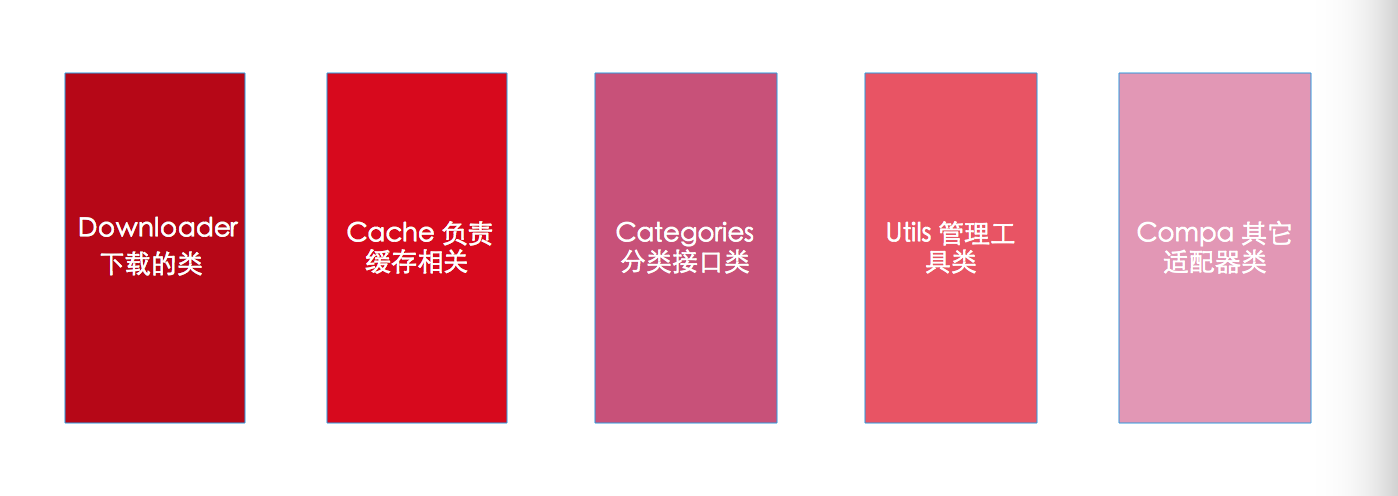 Downloader
下载的类
Cache 负责
缓存相关
Categories
分类接口类
Utils 管理工
具类
Compa 其它
适配器类